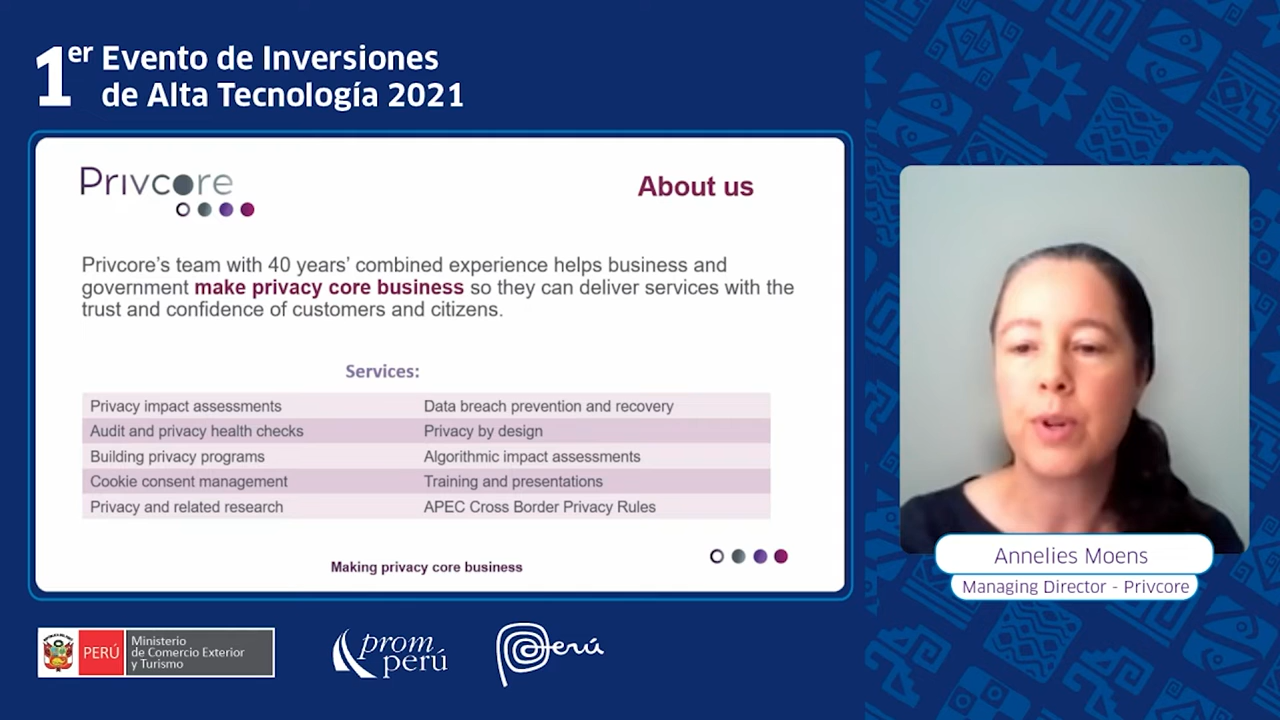 1er Evento de Inversiones
de Alta Tecnología 2021
Privcore
About us
Privcore's team with 40 years' combined experience helps business and
government make privacy core business so they can deliver services with the
trust and confidence of customers and citizens.
Services:
Privacy impact assessments Data breach prevention and recovery
Audit and privacy health checks Privacy by design
Building privacy programs Algorithmic impact assessments
Cookie consent management Training and presentations
Privacy and related research APEC Cross Border Privacy Rules
Making privacy core business
Annelies Moens
Managing Director - Privcore
PERÚ
Ministerio
de Comercio Exterior
y Turismo
prom
perú
Perú